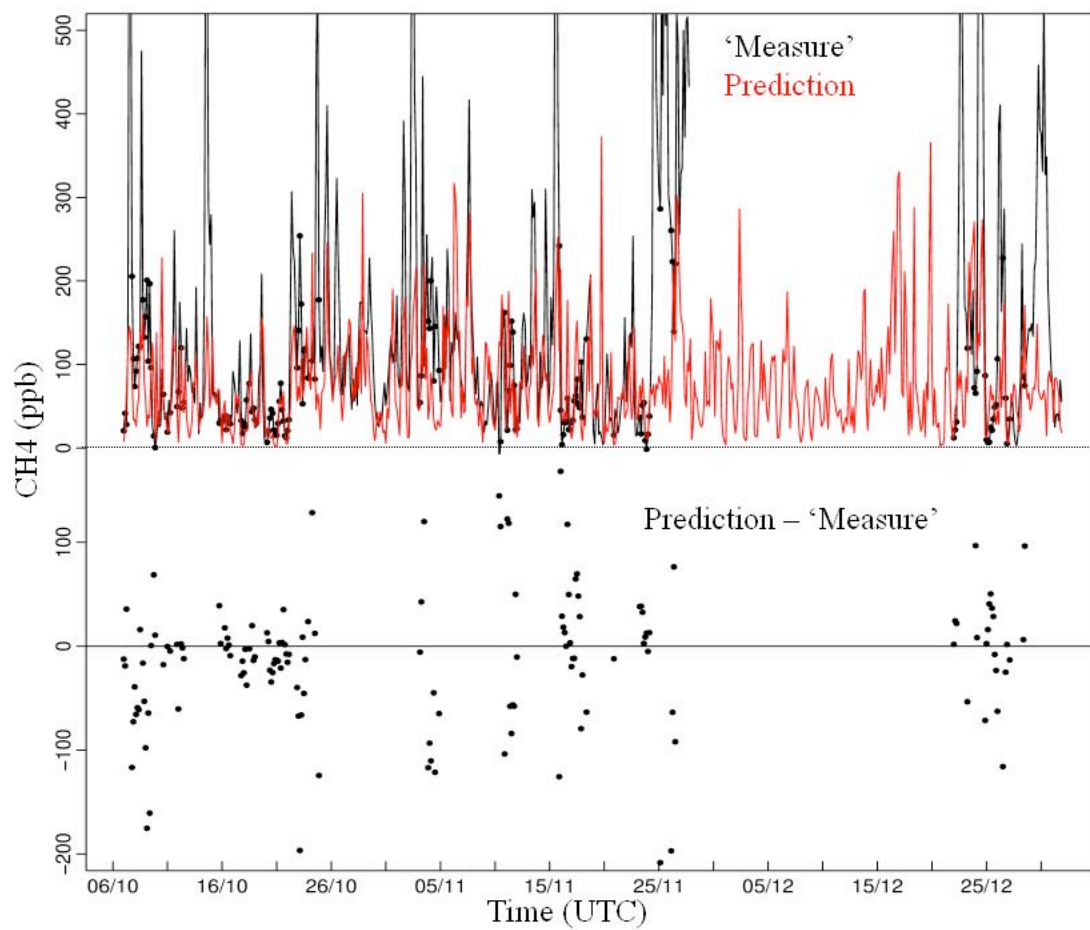 500
‘Measure’
Prediction
400
300
200
100
0
CH4 (ppb)
Prediction – ‘Measure’
100
0
−100
−200
06/10 16/10 26/10 05/11 15/11 25/11 05/12 15/12 25/12
Time (UTC)